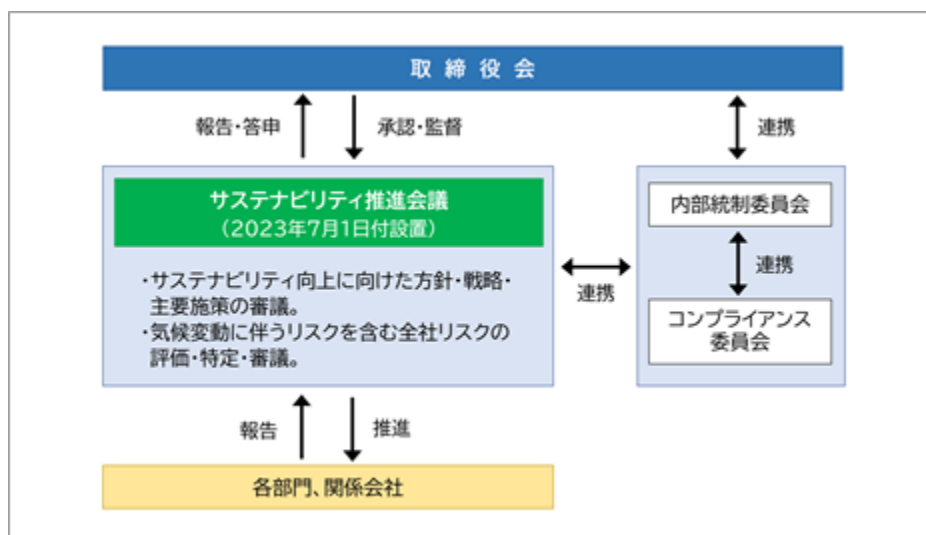 取締役会
報告・答申
承認・監督
連携
サステナビリティ推進会議
（2023年7月1日付設置）
・サステナビリティ向上に向けた方針・戦略・
主要施策の審議。
・気候変動に伴うリスクを含む全社リスクの
評価・特定・審議。
連携
内部統制委員会
連携
コンプライアンス
委員会
報告
推進
各部門、関係会社